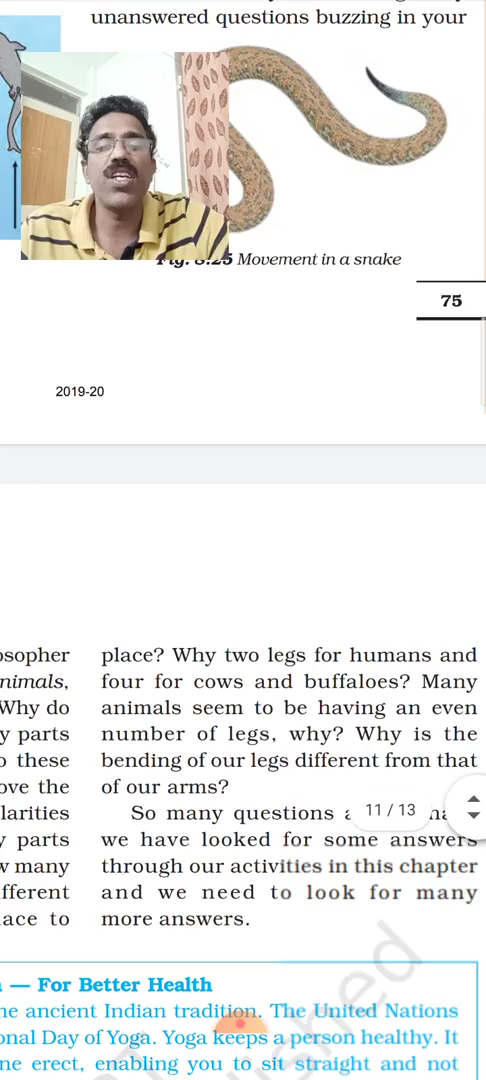 unanswered questions buzzing in your
Fig. 8.25 Movement in a snake
75
2019-20
place? Why two legs for humans and
four for cows and buffaloes? Many
animals seem to be having an even
number of legs, why? Why is the
bending of our legs different from that
of our arms?
So many questions
11 / 13
we have looked for some answers
through our activities in this chapter
and we need to look for many
more answers.
osopher
nimals,
Why do
y parts
o these
ove the
larities
y parts
w many
fferent
ace to
— For Better Health
he ancient Indian tradition. The United Nations
onal Day of Yoga. Yoga keeps a person healthy. It
ne erect, enabling you to sit straight and not